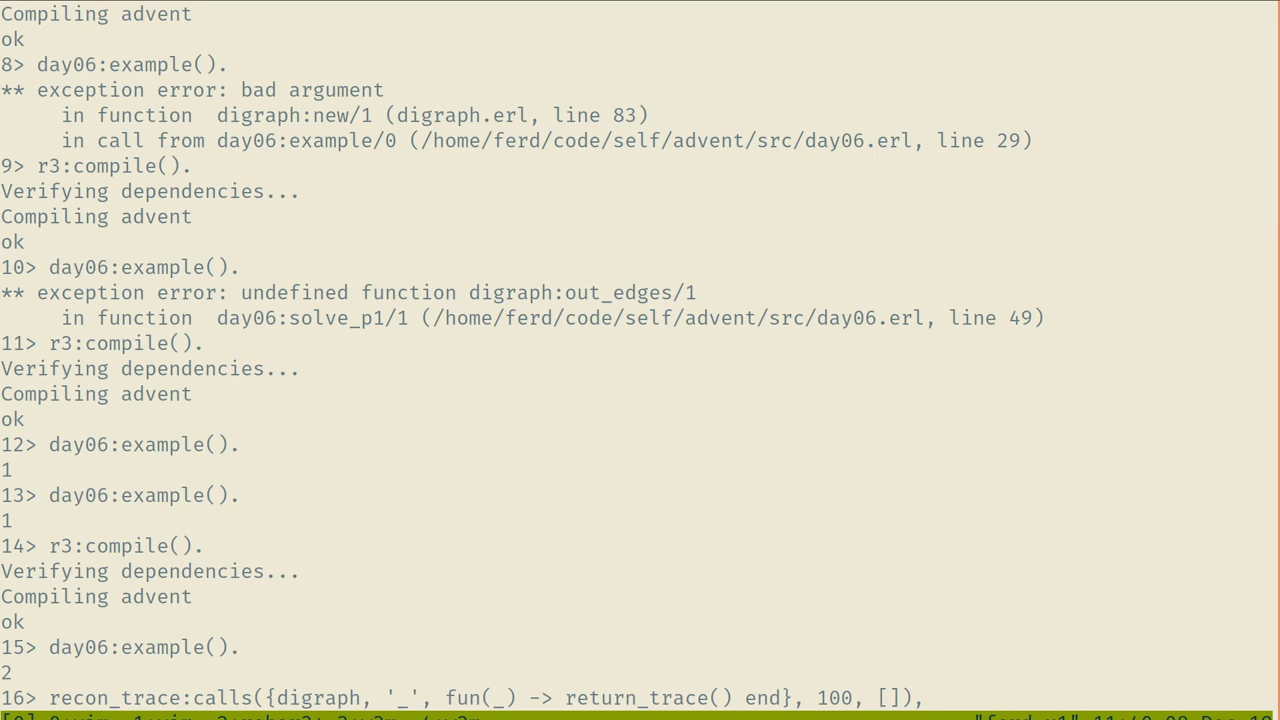 Compiling advent
ok
8> day06:example().
** exception error: bad argument
     in function  digraph:new/1 (digraph.erl, line 83)
     in call from day06:example/0 (/home/ferd/code/self/advent/src/day06.erl, line 29)
9> r3:compile().
Verifying dependencies...
Compiling advent
ok
10> day06:example().
** exception error: undefined function digraph:out_edges/1
     in function  day06:solve_p1/1 (/home/ferd/code/self/advent/src/day06.erl, line 49)
11> r3:compile().
Verifying dependencies...
Compiling advent
ok
12> day06:example().
1
13> day06:example().
1
14> r3:compile().
Verifying dependencies...
Compiling advent
ok
15> day06:example().
2
16> recon_trace:calls({digraph, '_', fun(_) -> return_trace() end}, 100, []),